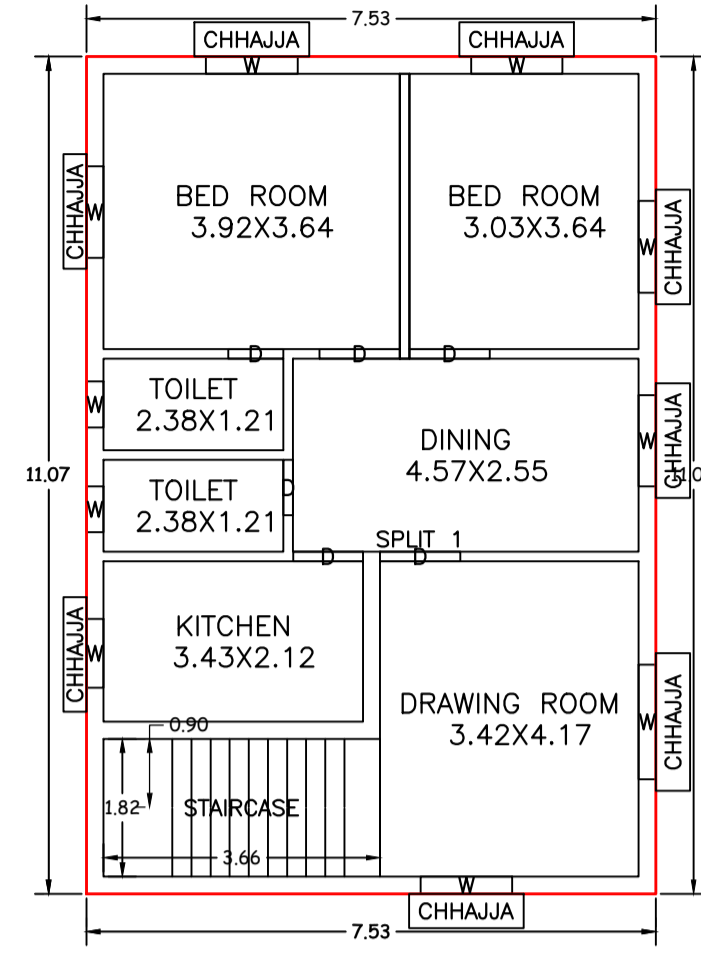 7.53
CHHAJJA
CHHAJJA
W
W
BED ROOM
3.92X3.64
BED ROOM
3.03X3.64
CHHAJJA
W
W
CHHAJJA
D
D
D
TOILET
2.38X1.21
W
DINING
4.57X2.55
W
CHHAJJA
11.07
TOILET
2.38X1.21
W
D
SPLIT 1
D
D
KITCHEN
3.43X2.12
CHHAJJA
W
DRAWING ROOM
3.42X4.17
W
CHHAJJA
0.90
1.82
STAIRCASE
3.66
W
CHHAJJA
7.53